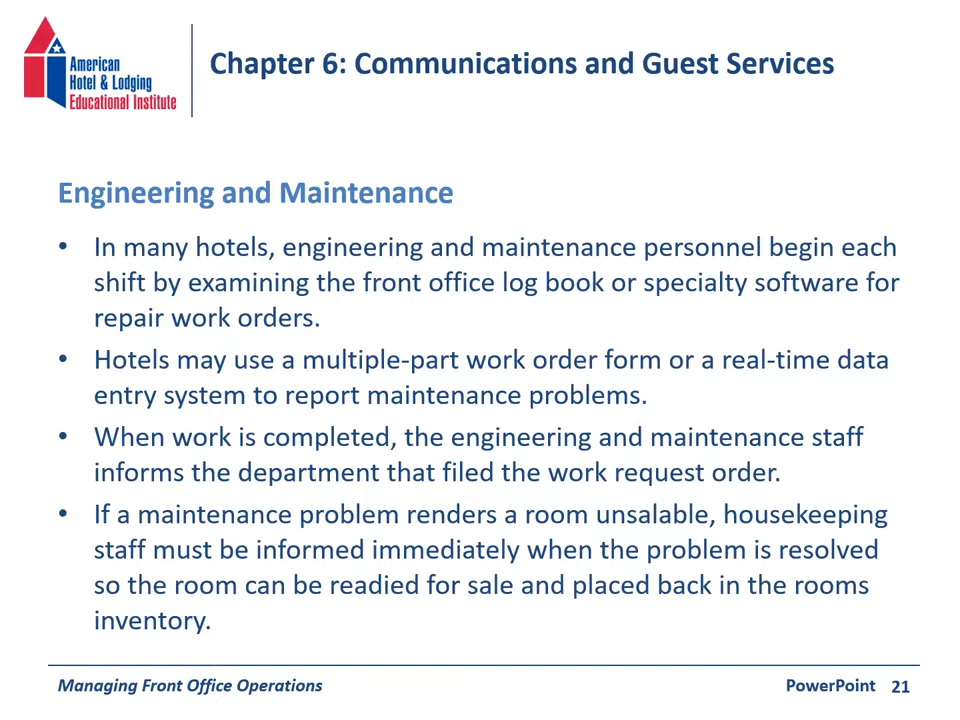 American
Hotel & Lodging
Educational Institute
Chapter 6: Communications and Guest Services
Engineering and Maintenance
• In many hotels, engineering and maintenance personnel begin each
shift by examining the front office log book or specialty software for
repair work orders.
• Hotels may use a multiple-part work order form or a real-time data
entry system to report maintenance problems.
• When work is completed, the engineering and maintenance staff
informs the department that filed the work request order.
• If a maintenance problem renders a room unsalable, housekeeping
staff must be informed immediately when the problem is resolved
so the room can be readied for sale and placed back in the rooms
inventory.
Managing Front Office Operations
PowerPoint 21